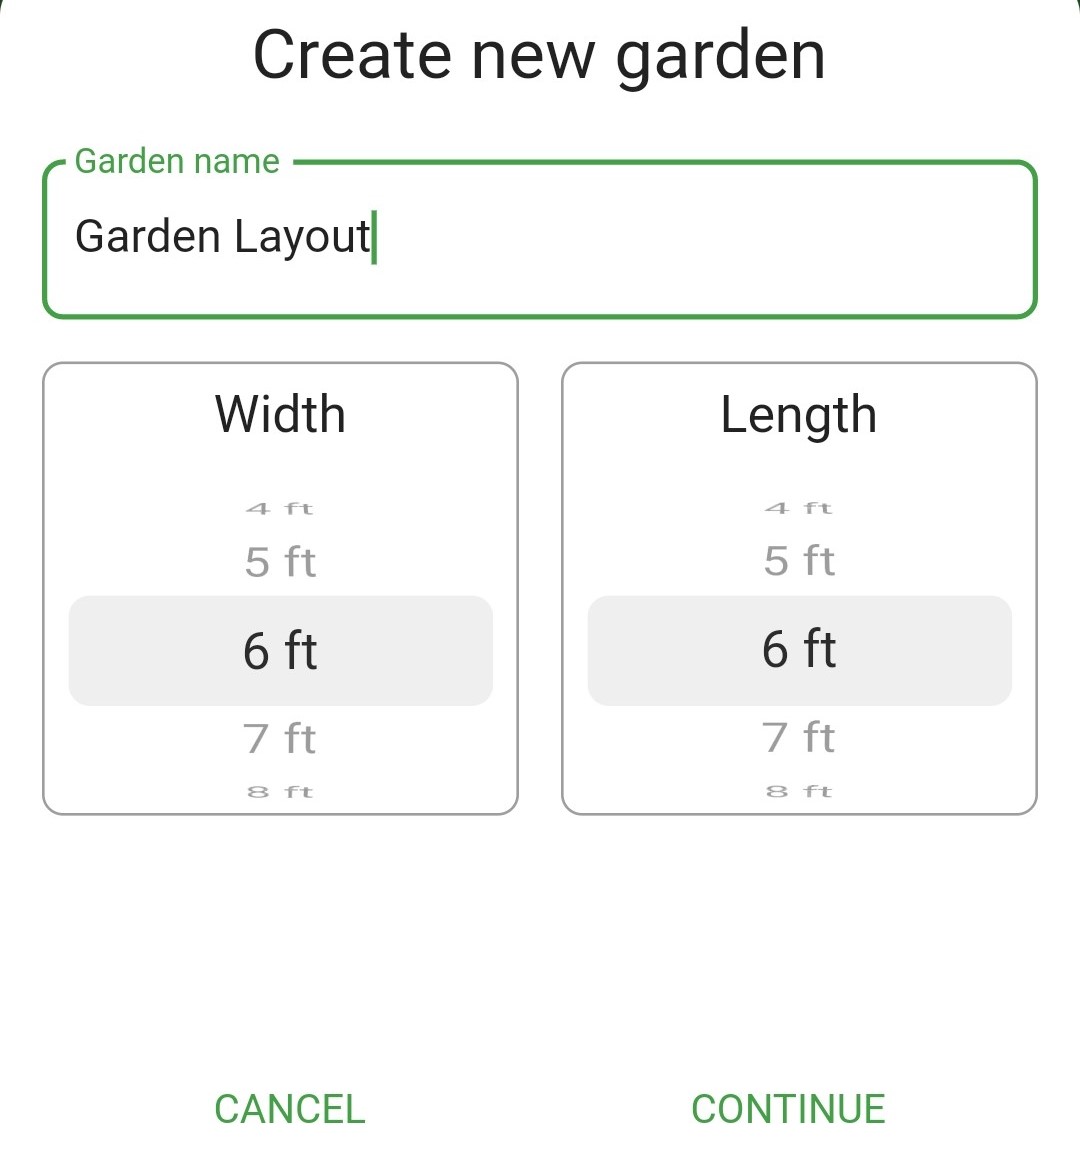 Create new garden
Garden name
Garden Layout
Width
Length
4 ft
4 ft
5 ft
5 ft
6 ft
6 ft
7 ft
7 ft
8 ft
8 ft
CANCEL
CONTINUE